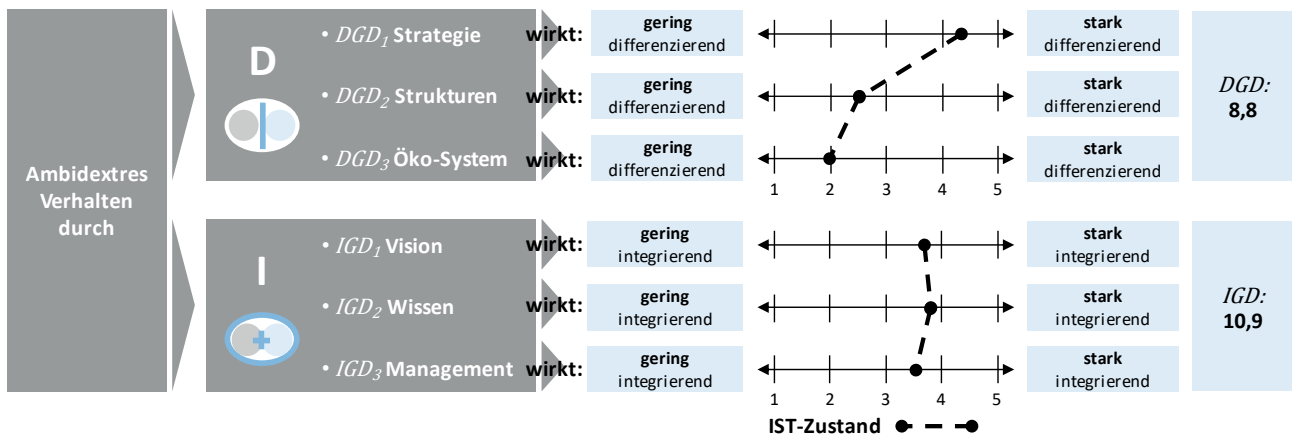 Ambidextres
Verhalten
durch
D
• DGD1 Strategie wirkt: gering differenzierend stark differenzierend
• DGD2 Strukturen wirkt: gering differenzierend stark differenzierend
• DGD3 Öko-System wirkt: gering differenzierend stark differenzierend
1 2 3 4 5
DGD:
8,8
I
• IGD1 Vision wirkt: gering integrierend stark integrierend
• IGD2 Wissen wirkt: gering integrierend stark integrierend
• IGD3 Management wirkt: gering integrierend stark integrierend
1 2 3 4 5
IGD:
10,9
IST-Zustand